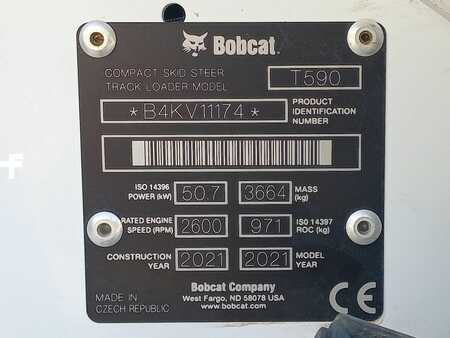 Bobcat
COMPACT SKID STEER
TRACK LOADER MODEL T590
*B4KV11174* PRODUCT IDENTIFICATION NUMBER
ISO 14396 POWER (kW) 50.7 3664 MASS (kg)
RATED ENGINE SPEED (RPM) 2600 971 ISO 14397 ROC (kg)
CONSTRUCTION YEAR 2021 2021 MODEL YEAR
Bobcat Company
West Fargo, ND 58078 USA
www.bobcat.com
MADE IN
CZECH REPUBLIC
CE